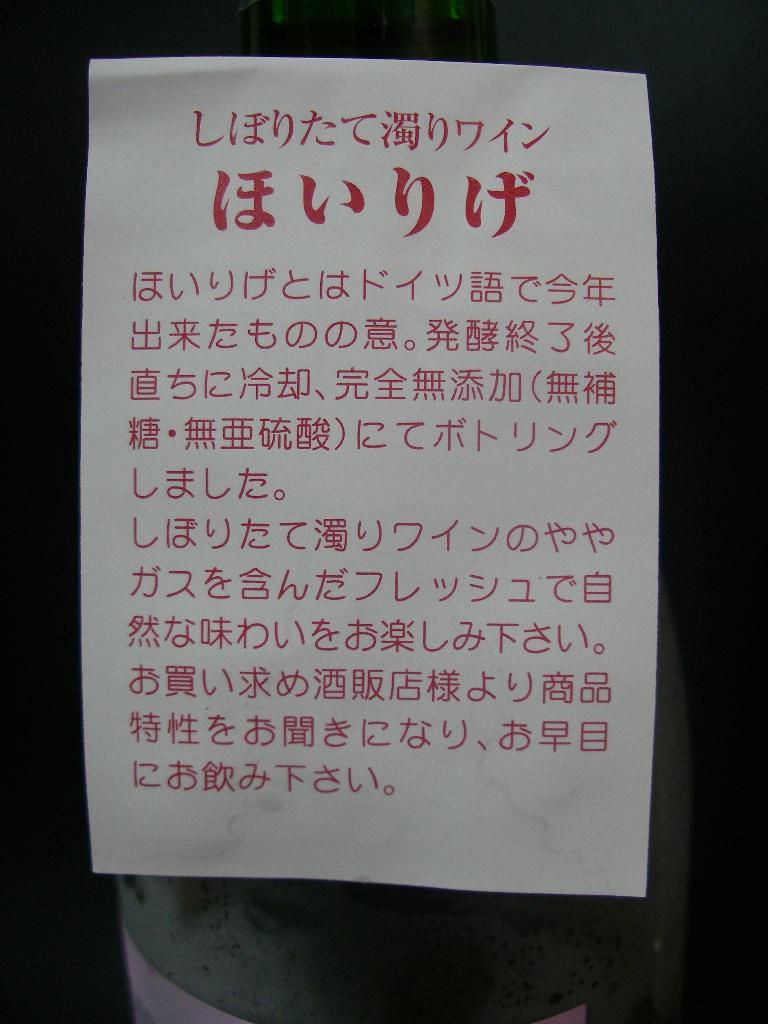 しぼりたて濁りワイン
ほいりげ
ほいりげとはドイツ語で今年
出来たものの意。発酵終了後
直ちに冷却、完全無添加(無補
糖・無亜硫酸)にてボトリング
しました。
しぼりたて濁りワインのやや
ガスを含んだフレッシュで自
然な味わいをお楽しみ下さい。
お買い求め酒販店様より商品
特性をお聞きになり、お早目
にお飲み下さい。